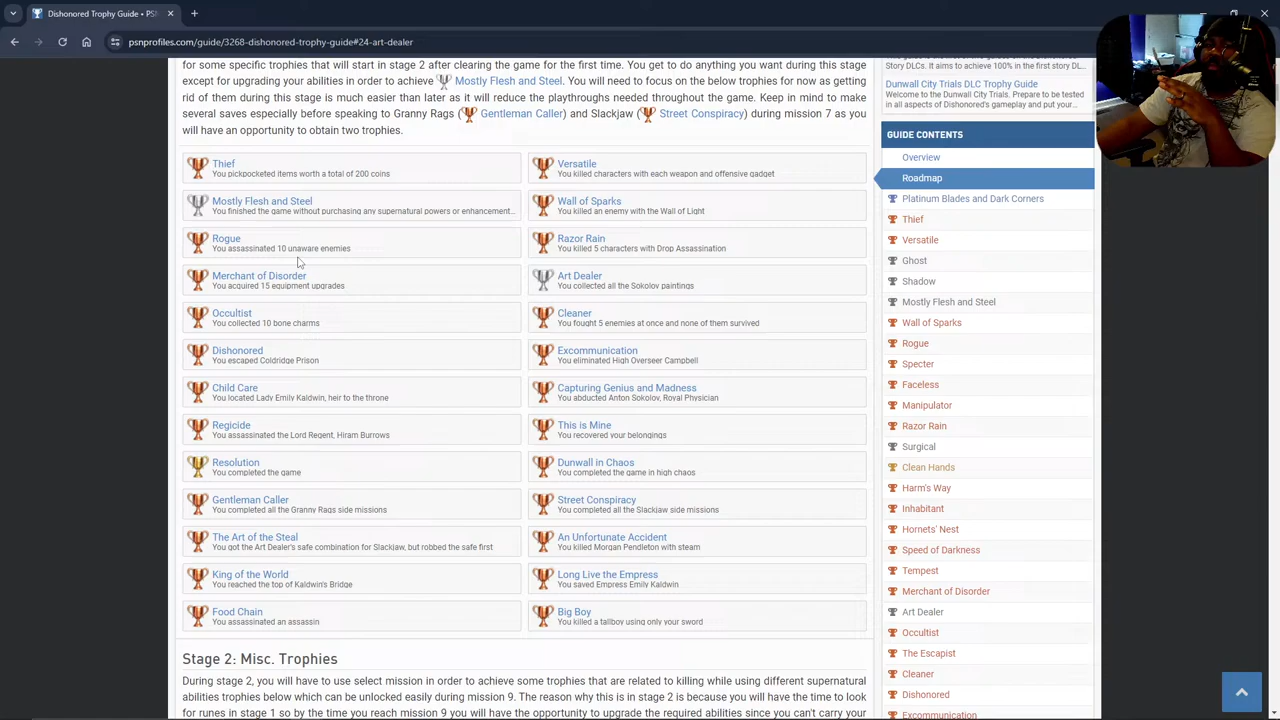 Dishonored Trophy Guide • PSN
psnprofiles.com/guide/3268-dishonored-trophy-guide#24-art-dealer
for some specific trophies that will start in stage 2 after clearing the game for the first time. You get to do anything you want during this stage
except using or purchasing powers in order to achieve Mostly Flesh and Steel. You will need to focus on the below trophies for now as getting
rid of them during this stage is much easier than later as it will reduce the playthroughs needed throughout the game. Keep in mind to make
several saves especially before speaking to Granny Rags ( Gentleman Caller) and Slackjaw ( Street Conspiracy) during mission 7 as you
will have an opportunity to obtain two trophies.
Thief
You pickpocketed items worth a total of 200 coins
Versatile
You killed characters with each weapon and offensive gadget
Mostly Flesh and Steel
You finished the game without purchasing any supernatural powers or enhancement...
Wall of Sparks
You killed an enemy with the Wall of Light
Rogue
You assassinated 10 unaware enemies
Razor Rain
You killed 5 characters with Drop Assassination
Merchant of Disorder
You acquired 15 equipment upgrades
Art Dealer
You collected all the Sokolov paintings
Occultist
You collected 10 bone charms
Cleaner
You fought 5 enemies at once and none of them survived
Dishonored
You escaped Coldridge Prison
Excommunication
You eliminated High Overseer Campbell
Child Care
You located Lady Emily Kaldwin, heir to the throne
Capturing Genius and Madness
You abducted Anton Sokolov, Royal Physician
Regicide
You assassinated the Lord Regent, Hiram Burrows
This is Mine
You recovered your belongings
Resolution
You completed the game
Dunwall in Chaos
You completed the game in high chaos
Gentleman Caller
You completed all the Granny Rags side missions
Street Conspiracy
You completed all the Slackjaw side missions
The Art of the Steal
You got the Art Dealer's safe combination for Slackjaw, but robbed the safe first
An Unfortunate Accident
You killed Morgan Pendleton with steam
King of the World
You reached the top of Kaldwin's Bridge
Long Live the Empress
You saved Empress Emily Kaldwin
Food Chain
You assassinated an assassin
Big Boy
You killed a tallboy using only your sword
Stage 2: Misc. Trophies
During stage 2, you will have to use select mission in order to achieve some trophies that are related to killing while using different supernatural
abilities trophies below which can be unlocked easily during mission 9. The reason why this is in stage 2 is because you will have the time to look
for runes in stage 1 so by the time you reach mission 9, you will have the opportunity to upgrade the required abilities since you can't carry your
Story DLCs. It aims to achieve 100% in the first story DL...
Dunwall City Trials DLC Trophy Guide
Welcome to the Dunwall City Trials. Prepare to be tested
in all aspects of Dishonored's gameplay and put your...
GUIDE CONTENTS
Overview
Roadmap
Platinum Blades and Dark Corners
Thief
Versatile
Ghost
Shadow
Mostly Flesh and Steel
Wall of Sparks
Rogue
Specter
Faceless
Manipulator
Razor Rain
Surgical
Clean Hands
Harm's Way
Inhabitant
Hornets' Nest
Speed of Darkness
Tempest
Merchant of Disorder
Art Dealer
Occultist
The Escapist
Cleaner
Dishonored
Excommunication